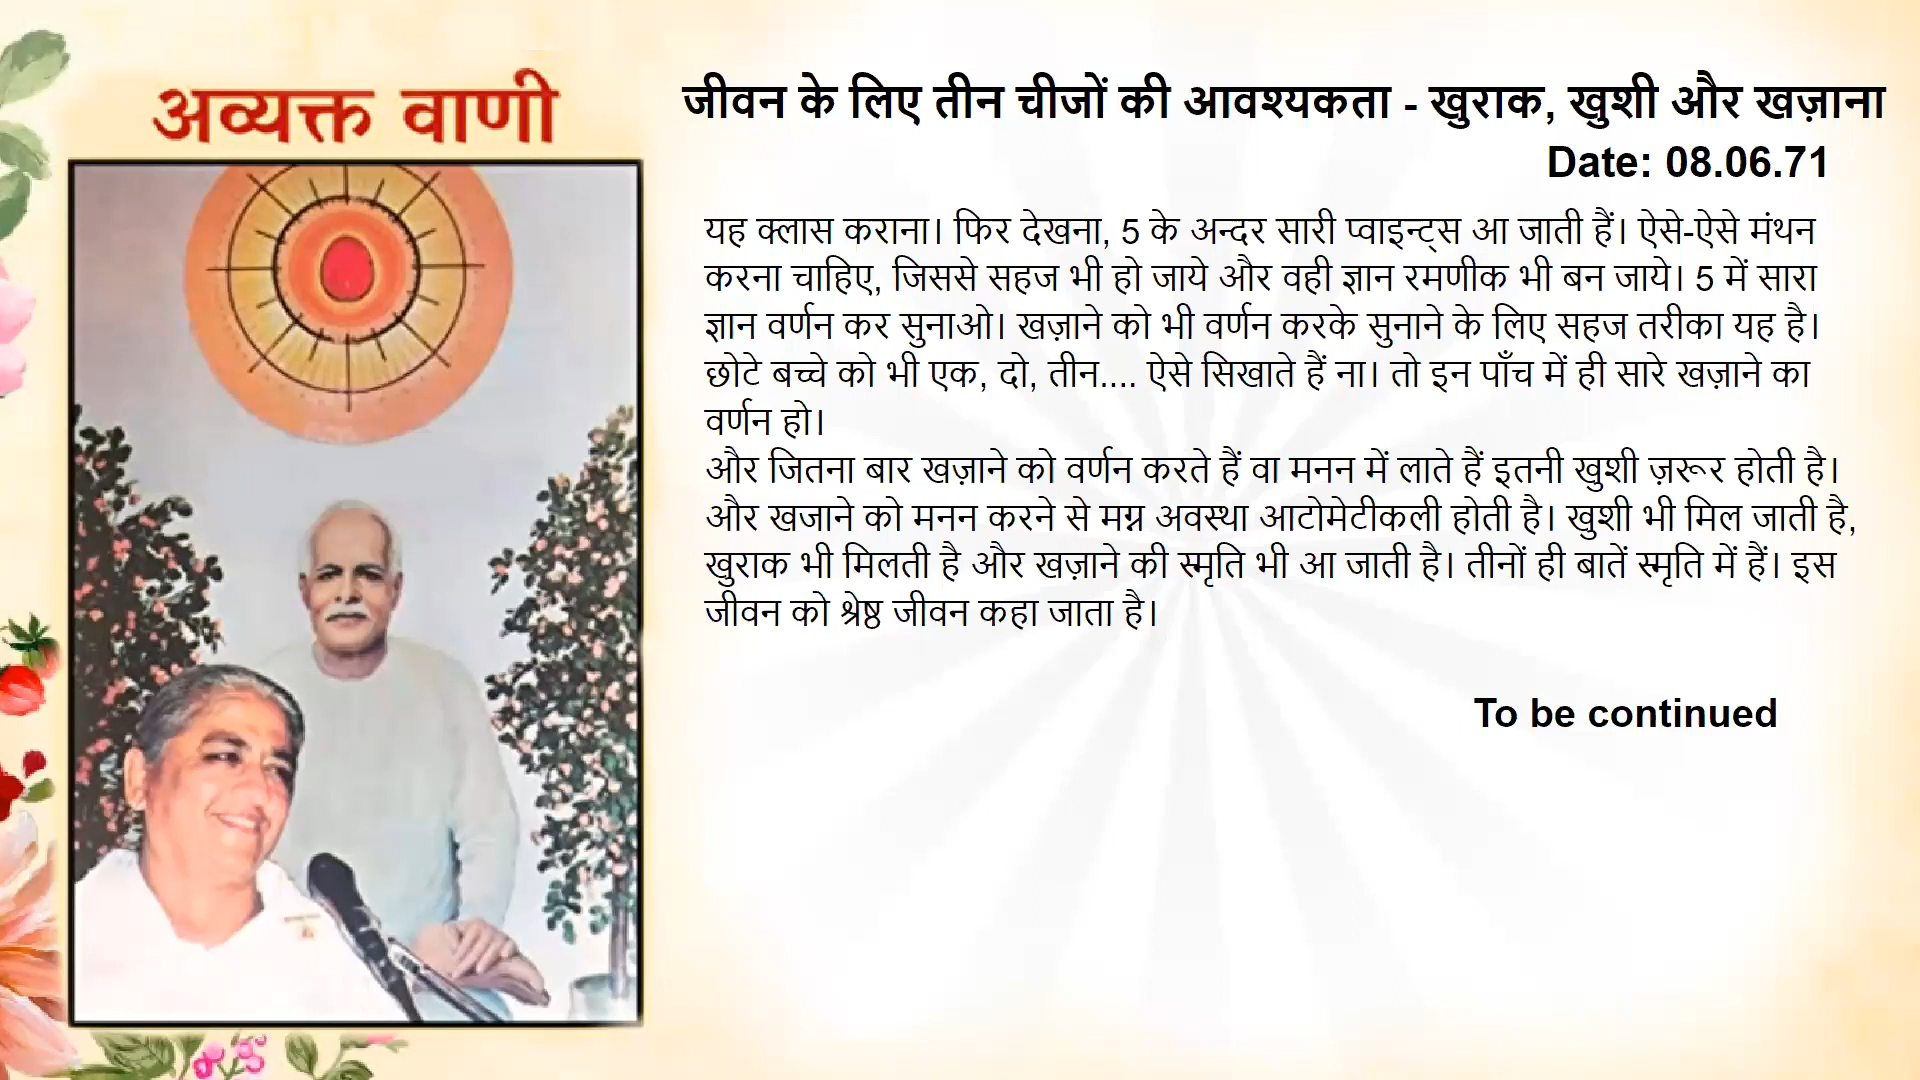 अव्यक्त वाणी
जीवन के लिए तीन चीजों की आवश्यकता - खुराक, खुशी और खज़ाना
Date: 08.06.71
यह क्लास कराना। फिर देखना, 5 के अन्दर सारी प्वाइन्ट्स आ जाती हैं। ऐसे-ऐसे मंथन
करना चाहिए, जिससे सहज भी हो जाये और वही ज्ञान रमणीक भी बन जाये। 5 में सारा
ज्ञान वर्णन कर सुनाओ। खज़ाने को भी वर्णन करके सुनाने के लिए सहज तरीका यह है।
छोटे बच्चे को भी एक, दो, तीन.... ऐसे सिखाते हैं ना। तो इन पाँच में ही सारे खज़ाने का
वर्णन हो।
और जितना बार खज़ाने को वर्णन करते हैं वा मनन में लाते हैं इतनी खुशी ज़रूर होती है।
और खजाने को मनन करने से मग्न अवस्था आटोमेटीकली होती है। खुशी भी मिल जाती है,
खुराक भी मिलती है और खज़ाने की स्मृति भी आ जाती है। तीनों ही बातें स्मृति में हैं। इस
जीवन को श्रेष्ठ जीवन कहा जाता है।
To be continued